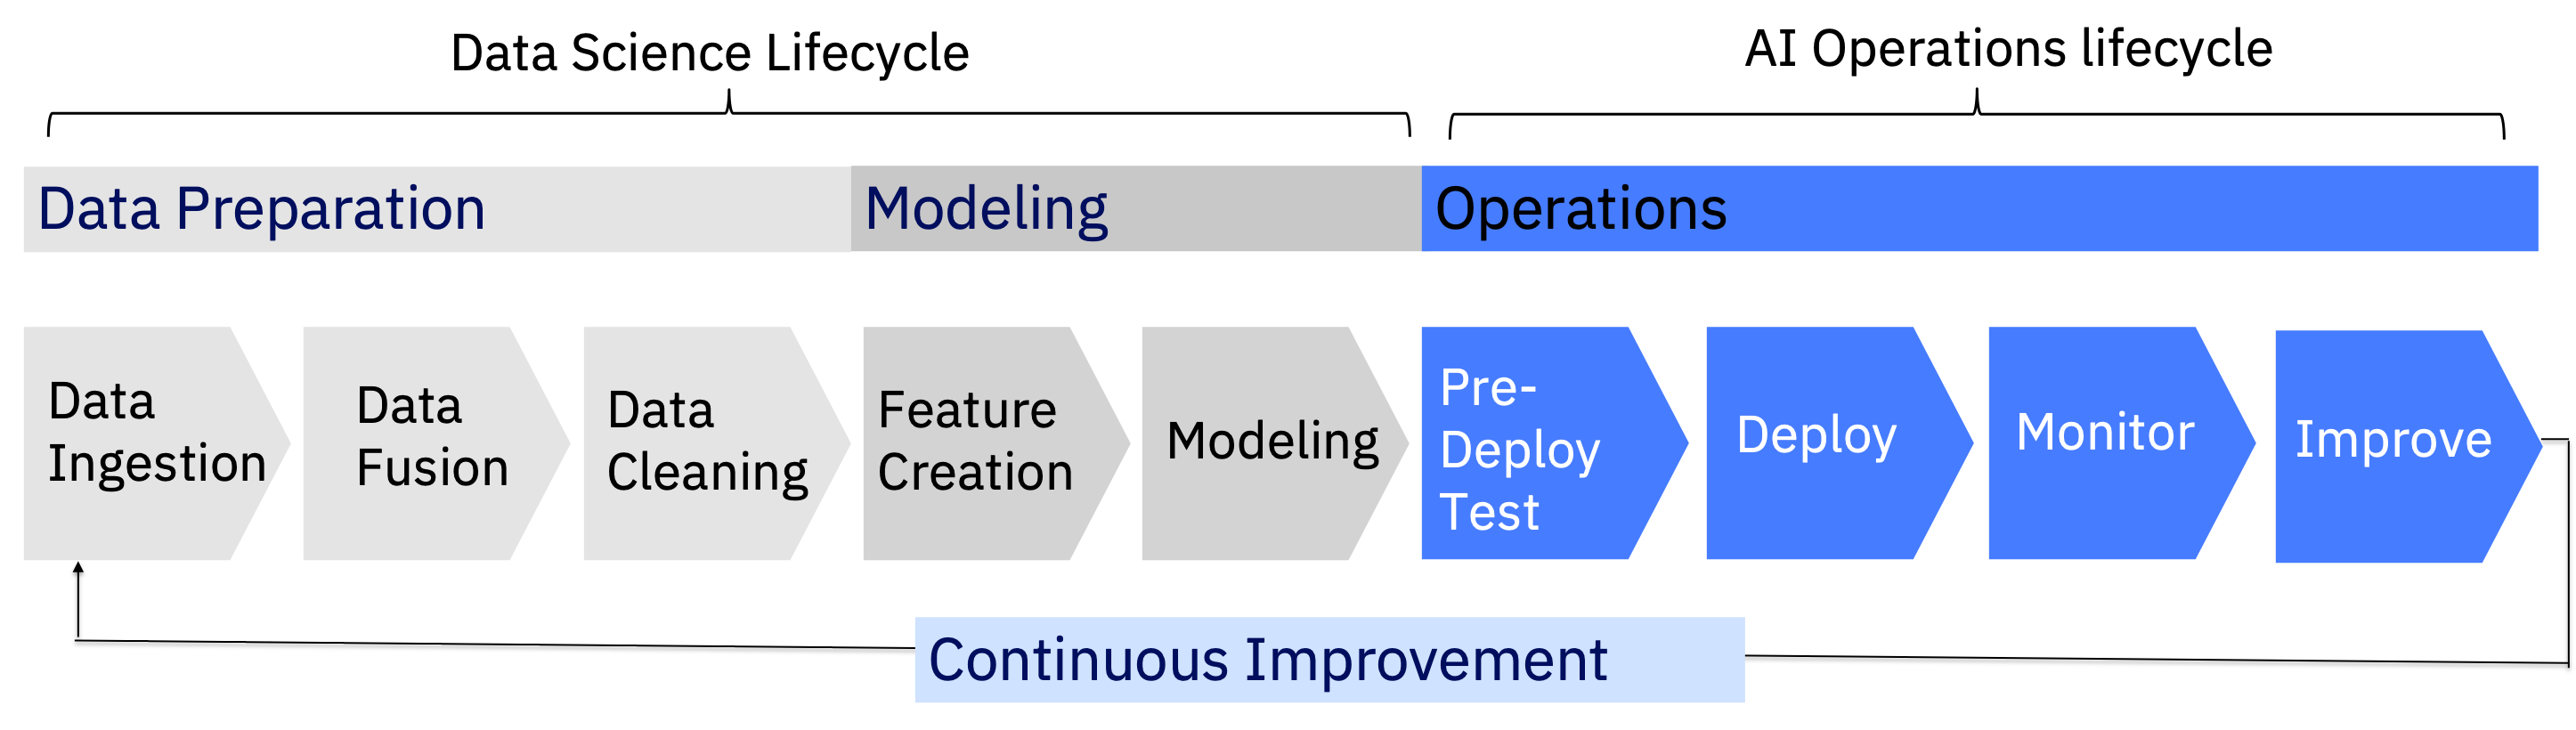 Data Science Lifecycle
AI Operations lifecycle
Data Preparation
Modeling
Operations
Data
Ingestion
Data
Fusion
Data
Cleaning
Feature
Creation
Modeling
Pre-
Deploy
Test
Deploy
Monitor
Improve
Continuous Improvement